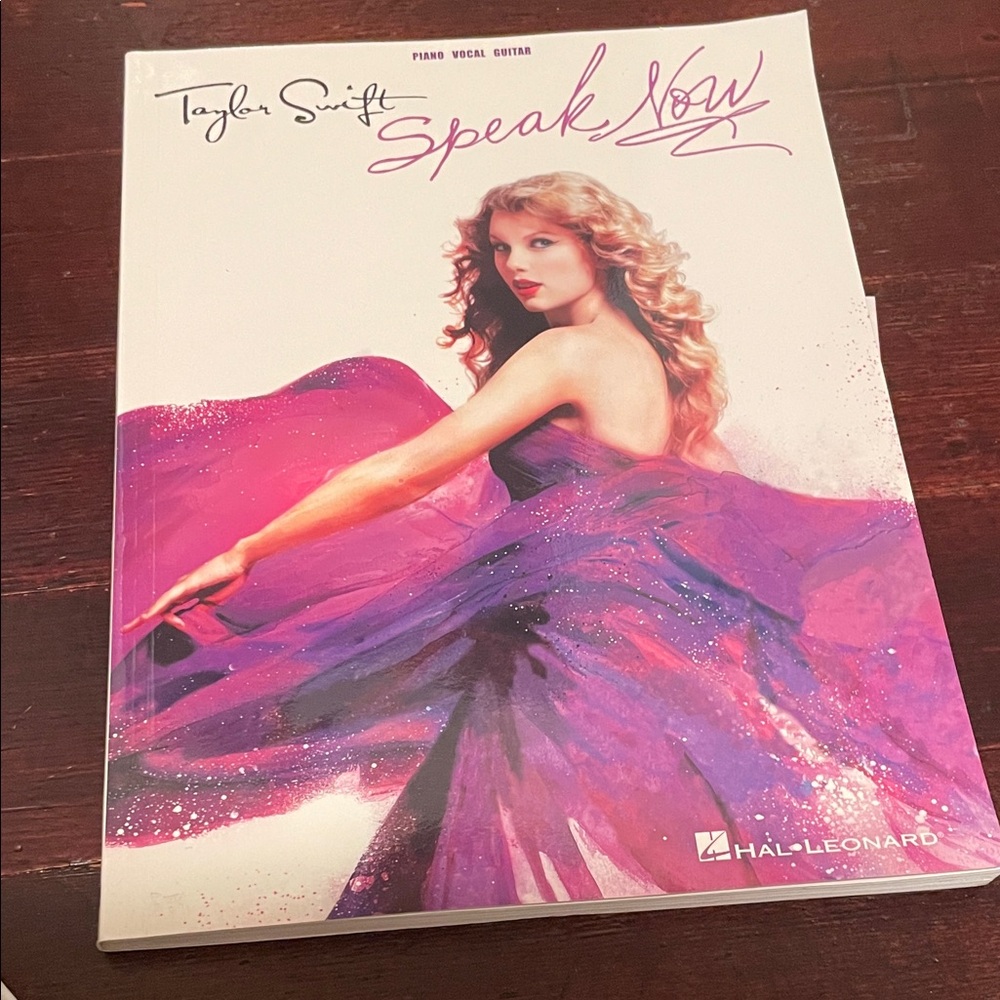 PIANO VOCAL GUITAR
Taylor Swift
Speak Now
HAL•LEONARD